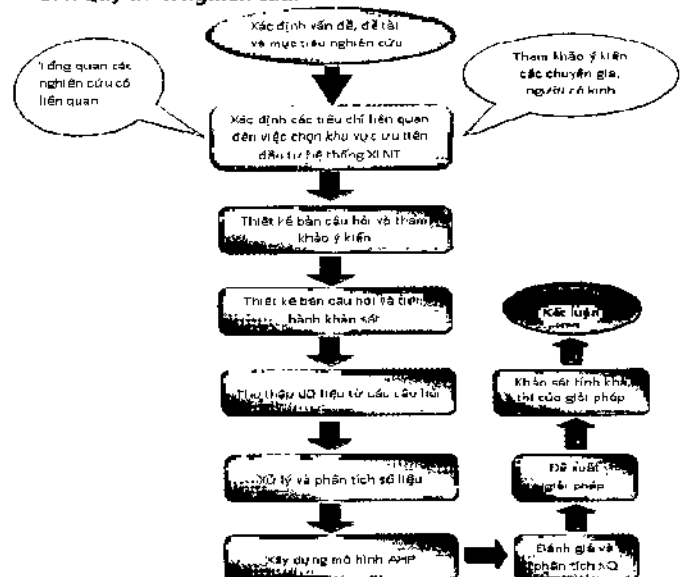 Xác định vấn đề, đề tài
và mục tiêu nghiên cứu
Tổng quan các
nghiên cứu có
liên quan
Tham khảo ý kiến
các chuyên gia,
người có kinh
Xác định các tiêu chí liên quan
đến việc chọn khu vực ưu tiên
đầu tư hệ thống XLNT
Thiết kế bản câu hỏi và tham
khảo ý kiến
Thiết kế bản câu hỏi và tiến
hành khảo sát
Thu thập dữ liệu từ các câu hỏi
Xử lý và phân tích số liệu
Xây dựng mô hình AHP
Đánh giá và
phân tích KQ
Đề xuất
giải pháp
Khảo sát tính khả
thi của giải pháp
Kết luận